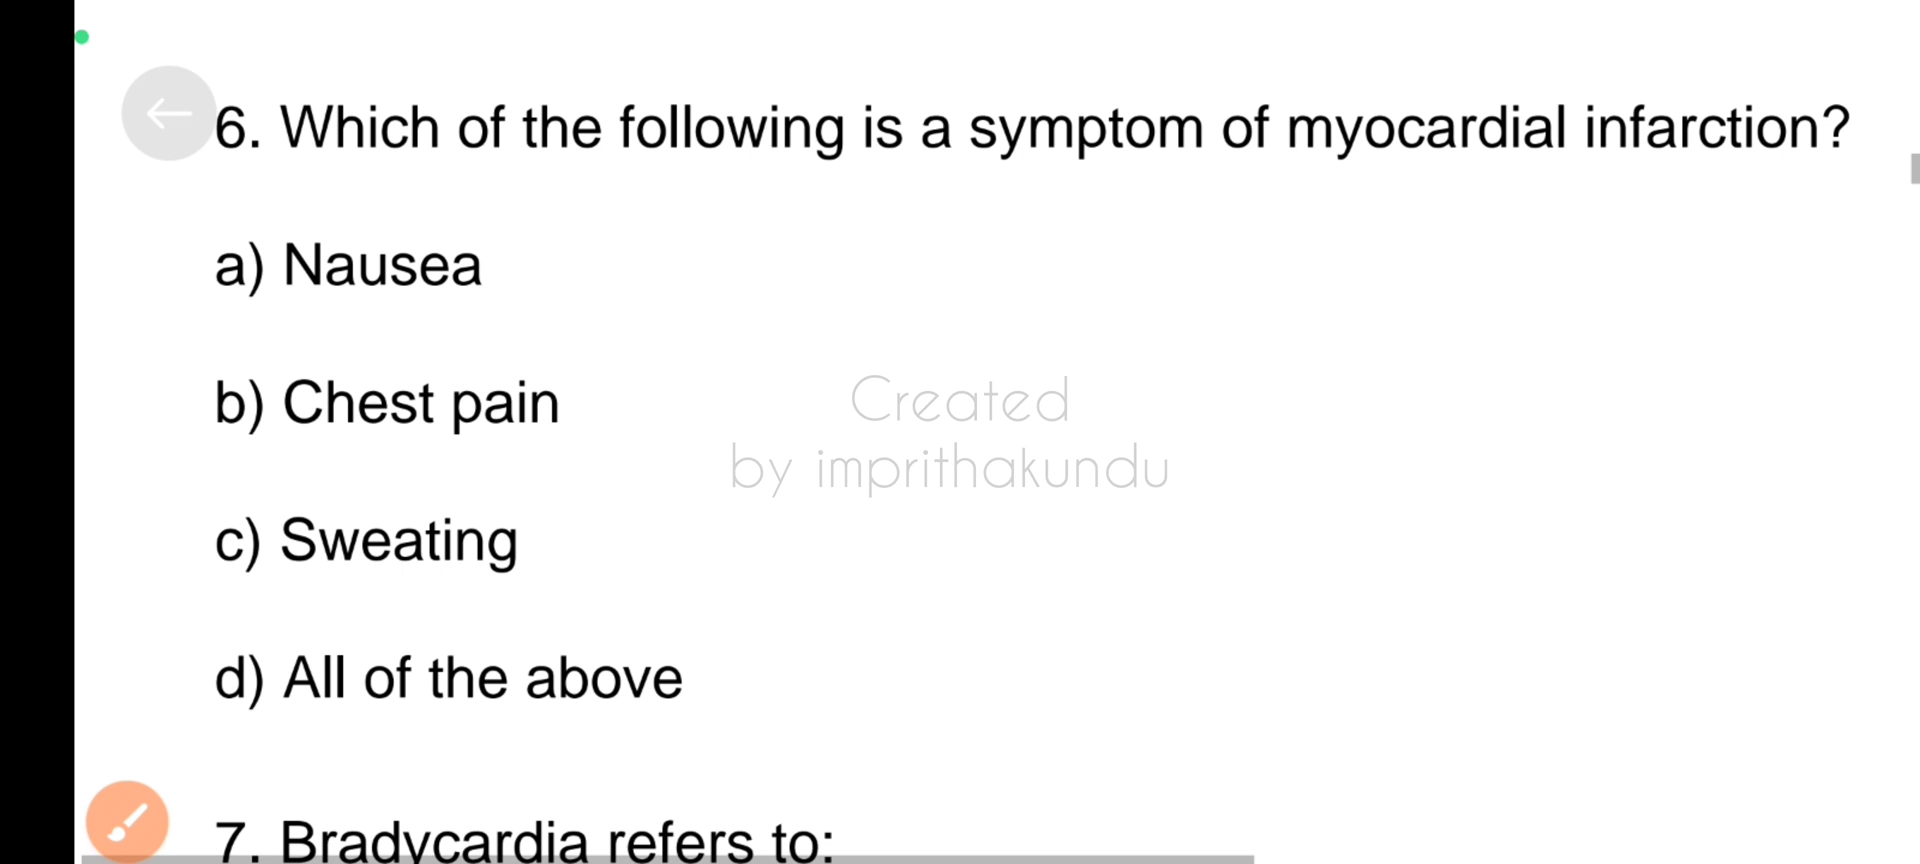 6. Which of the following is a symptom of myocardial infarction?
a) Nausea
b) Chest pain
Created
by imprithakundu
c) Sweating
d) All of the above
7. Bradycardia refers to: